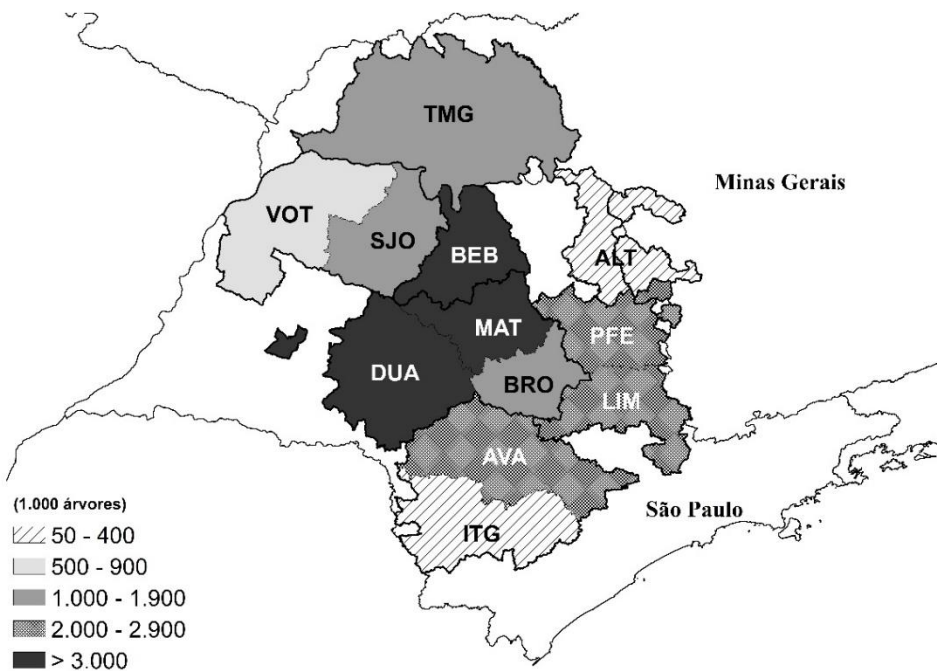 TMG
Minas Gerais
VOT
SJO
BEB
ALT
MAT
PFE
DUA
BRO
LIM
AVA
São Paulo
ITG
(1.000 árvores)
50 - 400
500 - 900
1.000 - 1.900
2.000 - 2.900
> 3.000